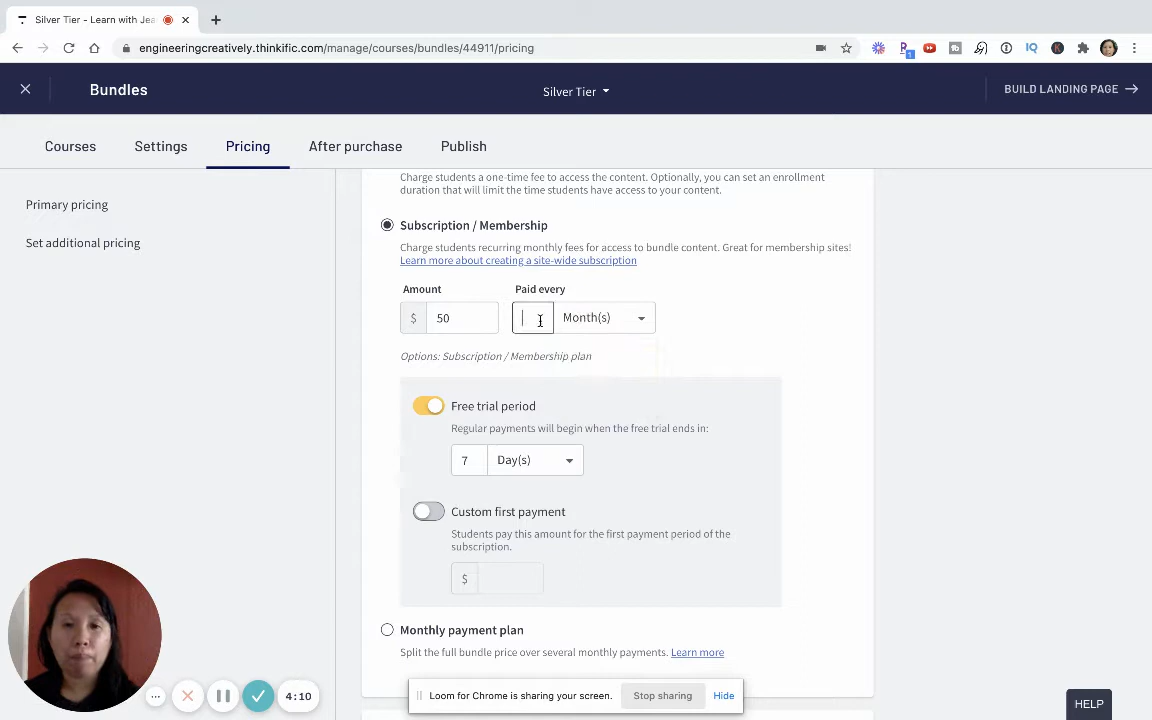 Silver Tier - Learn with Jea
engineeringcreatively.thinkific.com/manage/courses/bundles/44911/pricing
Bundles
Silver Tier
BUILD LANDING PAGE
Courses
Settings
Pricing
After purchase
Publish
Primary pricing
Set additional pricing
Charge students a one-time fee to access the content. Optionally, you can set an enrollment
duration that will limit the time students have access to your content.
Subscription / Membership
Charge students recurring monthly fees for access to bundle content. Great for membership sites!
Learn more about creating a site-wide subscription
Amount
Paid every
$ 50
Month(s)
Options: Subscription / Membership plan
Free trial period
Regular payments will begin when the free trial ends in:
7 Day(s)
Custom first payment
Students pay this amount for the first payment period of the
subscription.
$
Monthly payment plan
Split the full bundle price over several monthly payments. Learn more
4:10
Loom for Chrome is sharing your screen.
Stop sharing
Hide
HELP